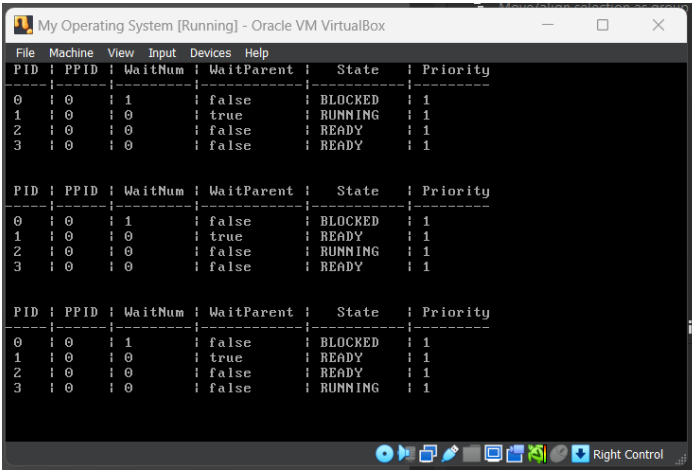 Move/align selection as group
My Operating System [Running] - Oracle VM VirtualBox
File Machine View Input Devices Help
PID ¦ PPID ¦ WaitNum ¦ WaitParent ¦ State ¦ Priority
-----¦------¦---------¦------------¦-----------¦---------
0 ¦ 0 ¦ 1 ¦ false ¦ BLOCKED ¦ 1
1 ¦ 0 ¦ 0 ¦ true ¦ RUNNING ¦ 1
2 ¦ 0 ¦ 0 ¦ false ¦ READY ¦ 1
3 ¦ 0 ¦ 0 ¦ false ¦ READY ¦ 1
PID ¦ PPID ¦ WaitNum ¦ WaitParent ¦ State ¦ Priority
-----¦------¦---------¦------------¦-----------¦---------
0 ¦ 0 ¦ 1 ¦ false ¦ BLOCKED ¦ 1
1 ¦ 0 ¦ 0 ¦ true ¦ READY ¦ 1
2 ¦ 0 ¦ 0 ¦ false ¦ RUNNING ¦ 1
3 ¦ 0 ¦ 0 ¦ false ¦ READY ¦ 1
PID ¦ PPID ¦ WaitNum ¦ WaitParent ¦ State ¦ Priority
-----¦------¦---------¦------------¦-----------¦---------
0 ¦ 0 ¦ 1 ¦ false ¦ BLOCKED ¦ 1
1 ¦ 0 ¦ 0 ¦ true ¦ READY ¦ 1
2 ¦ 0 ¦ 0 ¦ false ¦ READY ¦ 1
3 ¦ 0 ¦ 0 ¦ false ¦ RUNNING ¦ 1
Right Control